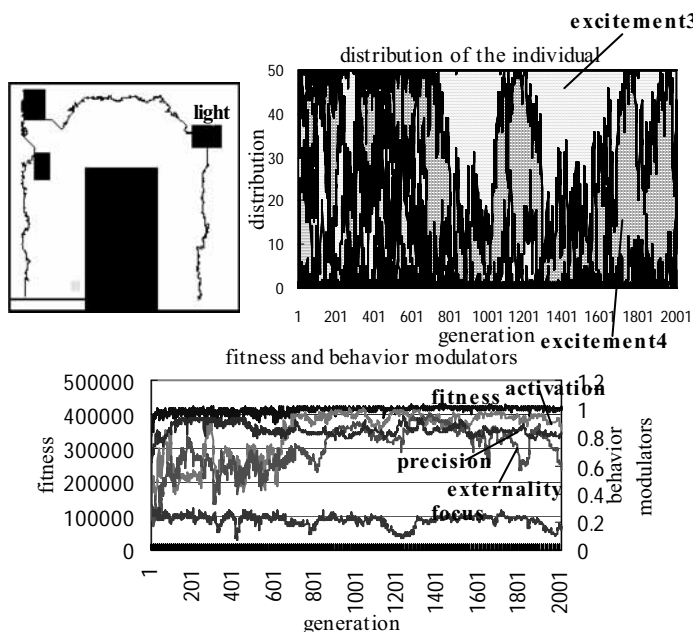 excitement3
distribution of the individual
light
distribution
50
40
30
20
10
0
1 201 401 601 801 1001 1201 1401 1601 1801 2001
generation
excitement4
fitness and behavior modulators
fitness
500000
400000
300000
200000
100000
0
fitness
activation
precision
externality
focus
1.2
1
0.8
0.6
0.4
0.2
0
behavior
modulators
1 201 401 601 801 1001 1201 1401 1601 1801 2001
generation